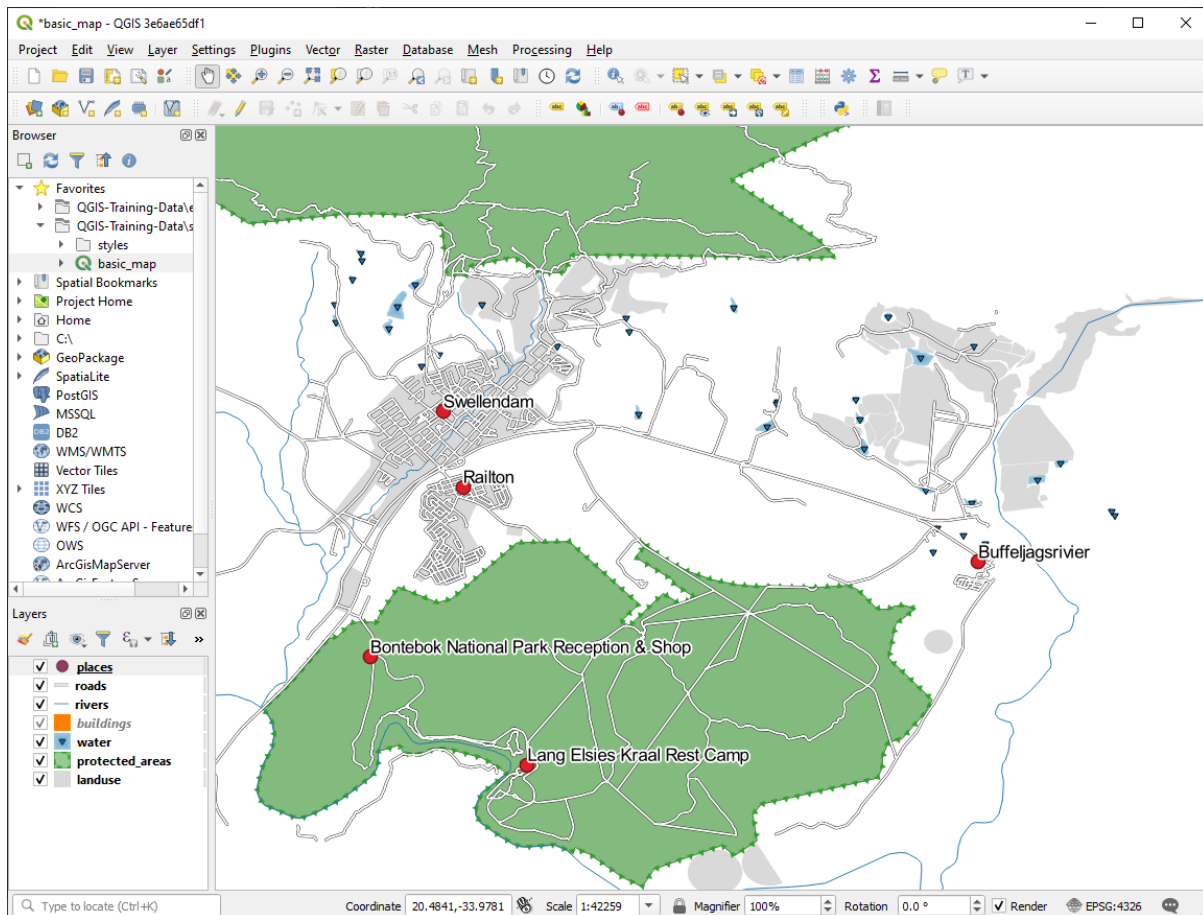 *basic_map - QGIS 3e6ae65df1
Project Edit View Layer Settings Plugins Vector Raster Database Mesh Processing Help
Browser
Favorites
QGIS-Training-Data\e
QGIS-Training-Data\s
styles
basic_map
Spatial Bookmarks
Project Home
Home
C:\
GeoPackage
SpatiaLite
PostGIS
MSSQL
DB2
WMS/WMTS
Vector Tiles
XYZ Tiles
WCS
WFS / OGC API - Feature
OWS
ArcGisMapServer
Layers
places
roads
rivers
buildings
water
protected_areas
landuse
Swellendam
Railton
Buffeljagsrivier
Bontebok National Park Reception & Shop
Lang Elsies Kraal Rest Camp
Type to locate (Ctrl+K) Coordinate 20.4841,-33.9781 Scale 1:42259 Magnifier 100% Rotation 0.0 ° Render EPSG:4326